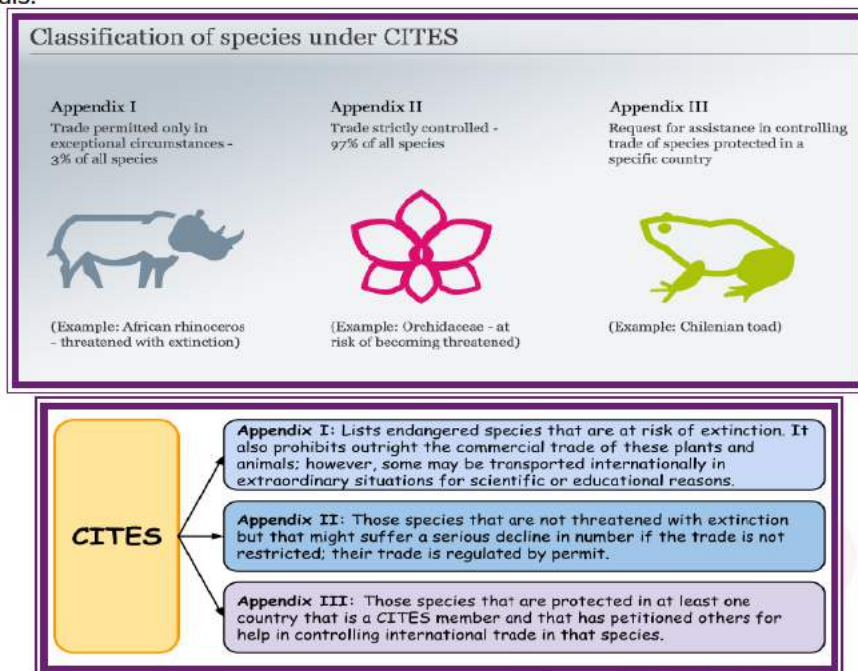 Classification of species under CITES
Appendix I
Trade permitted only in
exceptional circumstances -
3% of all species
(Example: African rhinoceros
- threatened with extinction)
Appendix II
Trade strictly controlled -
97% of all species
(Example: Orchidaceae - at
risk of becoming threatened)
Appendix III
Request for assistance in controlling
trade of species protected in a
specific country
(Example: Chilenian toad)
CITES
Appendix I: Lists endangered species that are at risk of extinction. It
also prohibits outright the commercial trade of these plants and
animals; however, some may be transported internationally in
extraordinary situations for scientific or educational reasons.
Appendix II: Those species that are not threatened with extinction
but that might suffer a serious decline in number if the trade is not
restricted; their trade is regulated by permit.
Appendix III: Those species that are protected in at least one
country that is a CITES member and that has petitioned others for
help in controlling international trade in that species.